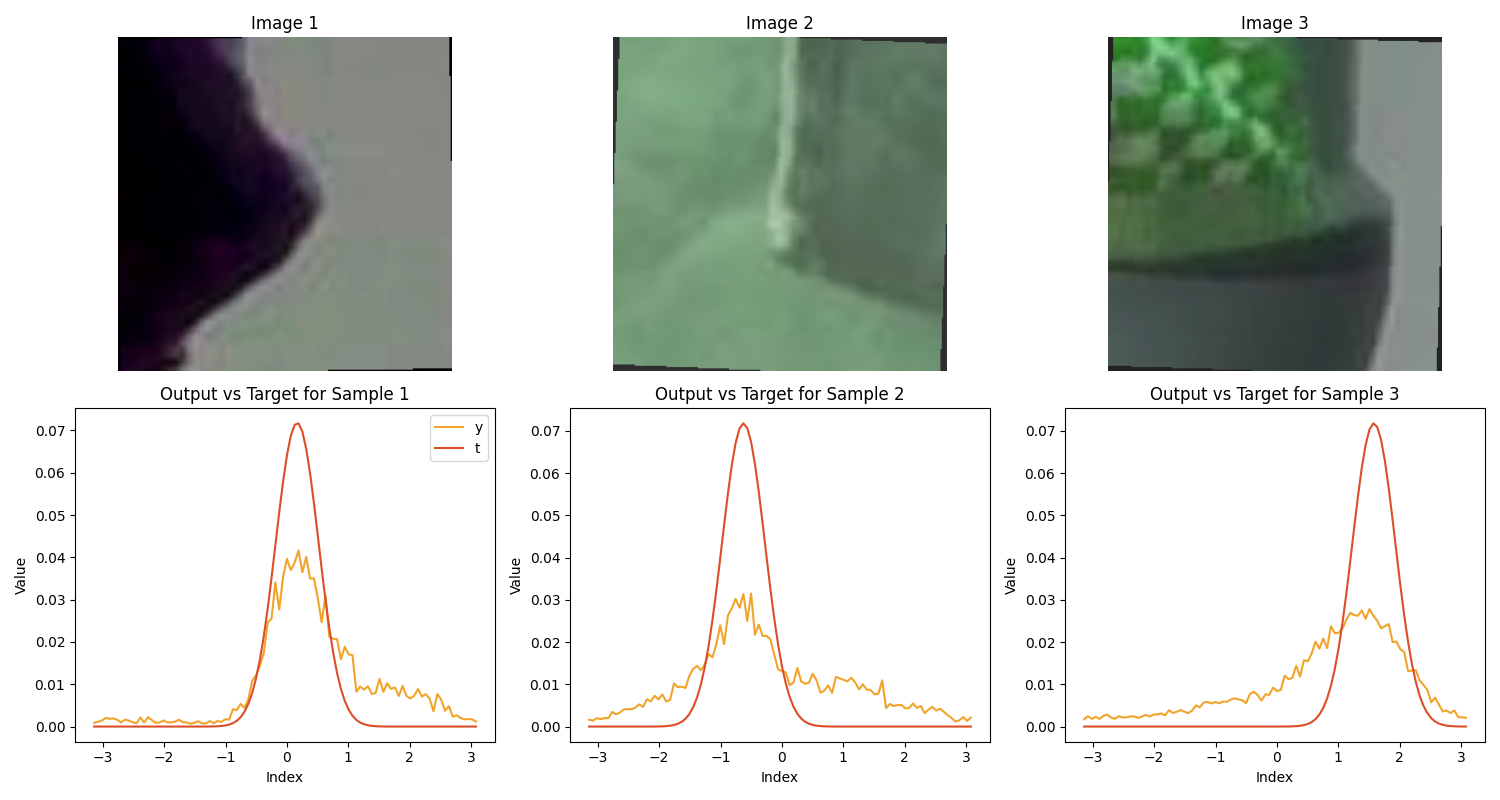 Image 1
Image 2
Image 3
Output vs Target for Sample 1
Output vs Target for Sample 2
Output vs Target for Sample 3
y
t
Value
0.07
0.06
0.05
0.04
0.03
0.02
0.01
0.00
−3 −2 −1 0 1 2 3
Index
Value
0.07
0.06
0.05
0.04
0.03
0.02
0.01
0.00
−3 −2 −1 0 1 2 3
Index
Value
0.07
0.06
0.05
0.04
0.03
0.02
0.01
0.00
−3 −2 −1 0 1 2 3
Index